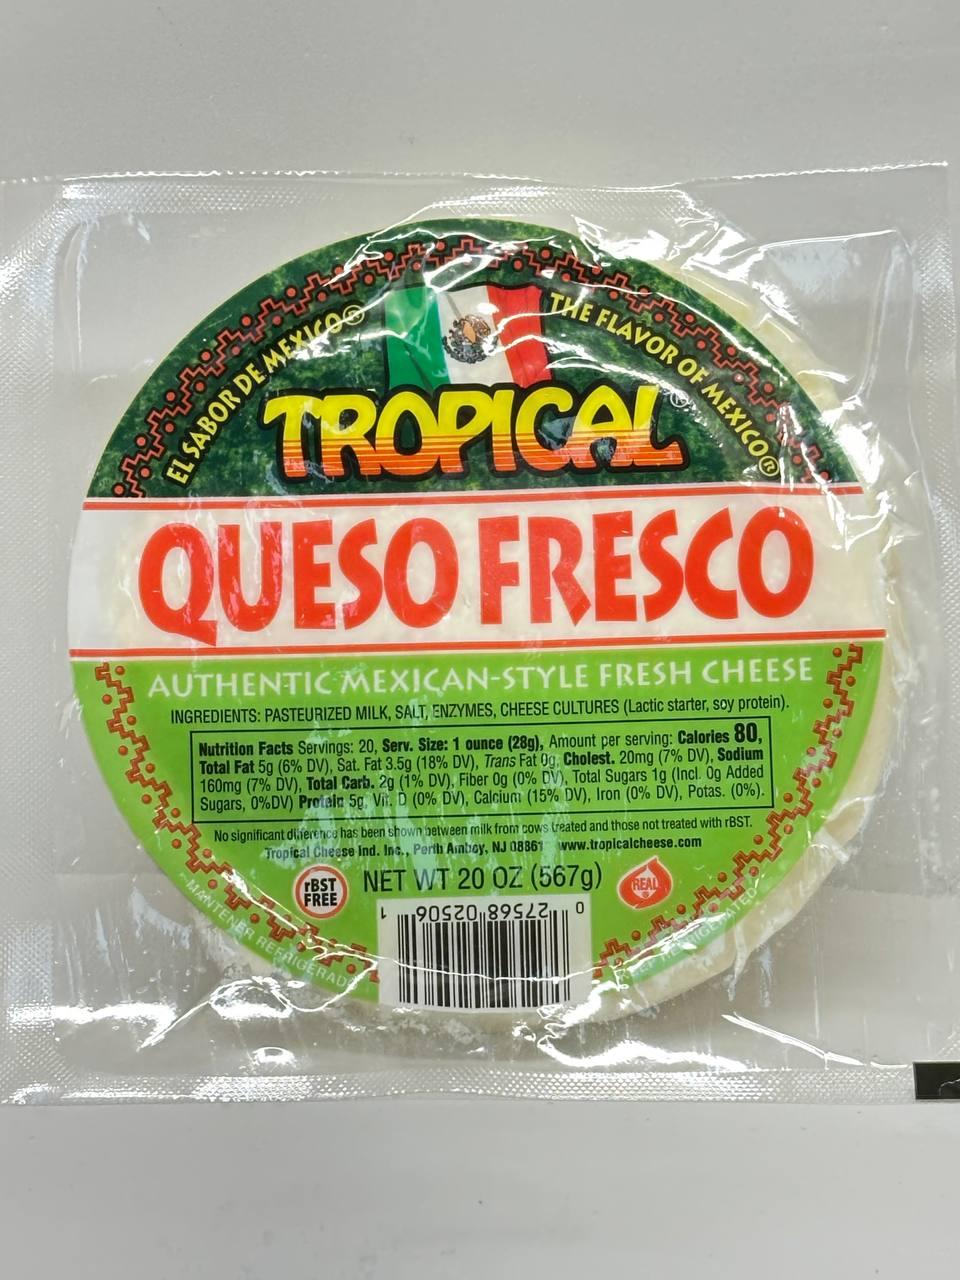 EL SABOR DE MEXICO®
THE FLAVOR OF MEXICO®
TROPICAL®
QUESO FRESCO
AUTHENTIC MEXICAN-STYLE FRESH CHEESE
INGREDIENTS: PASTEURIZED MILK, SALT, ENZYMES, CHEESE CULTURES (Lactic starter, soy protein).
Nutrition Facts Servings: 20, Serv. Size: 1 ounce (28g), Amount per serving: Calories 80,
Total Fat 5g (6% DV), Sat. Fat 3.5g (18% DV), Trans Fat 0g, Cholest. 20mg (7% DV), Sodium
160mg (7% DV), Total Carb. 2g (1% DV), Fiber 0g (0% DV), Total Sugars 1g (Incl. 0g Added
Sugars, 0%DV) Protein 5g, Vit. D (0% DV), Calcium (15% DV), Iron (0% DV), Potas. (0%).
No significant difference has been shown between milk from cows treated and those not treated with rBST.
Tropical Cheese Ind. Inc., Perth Amboy, NJ 08861 www.tropicalcheese.com
rBST
FREE
NET WT 20 OZ (567g)
REAL
®
MANTENER REFRIGERADO
KEEP REFRIGERATED
0 27568 02506 1